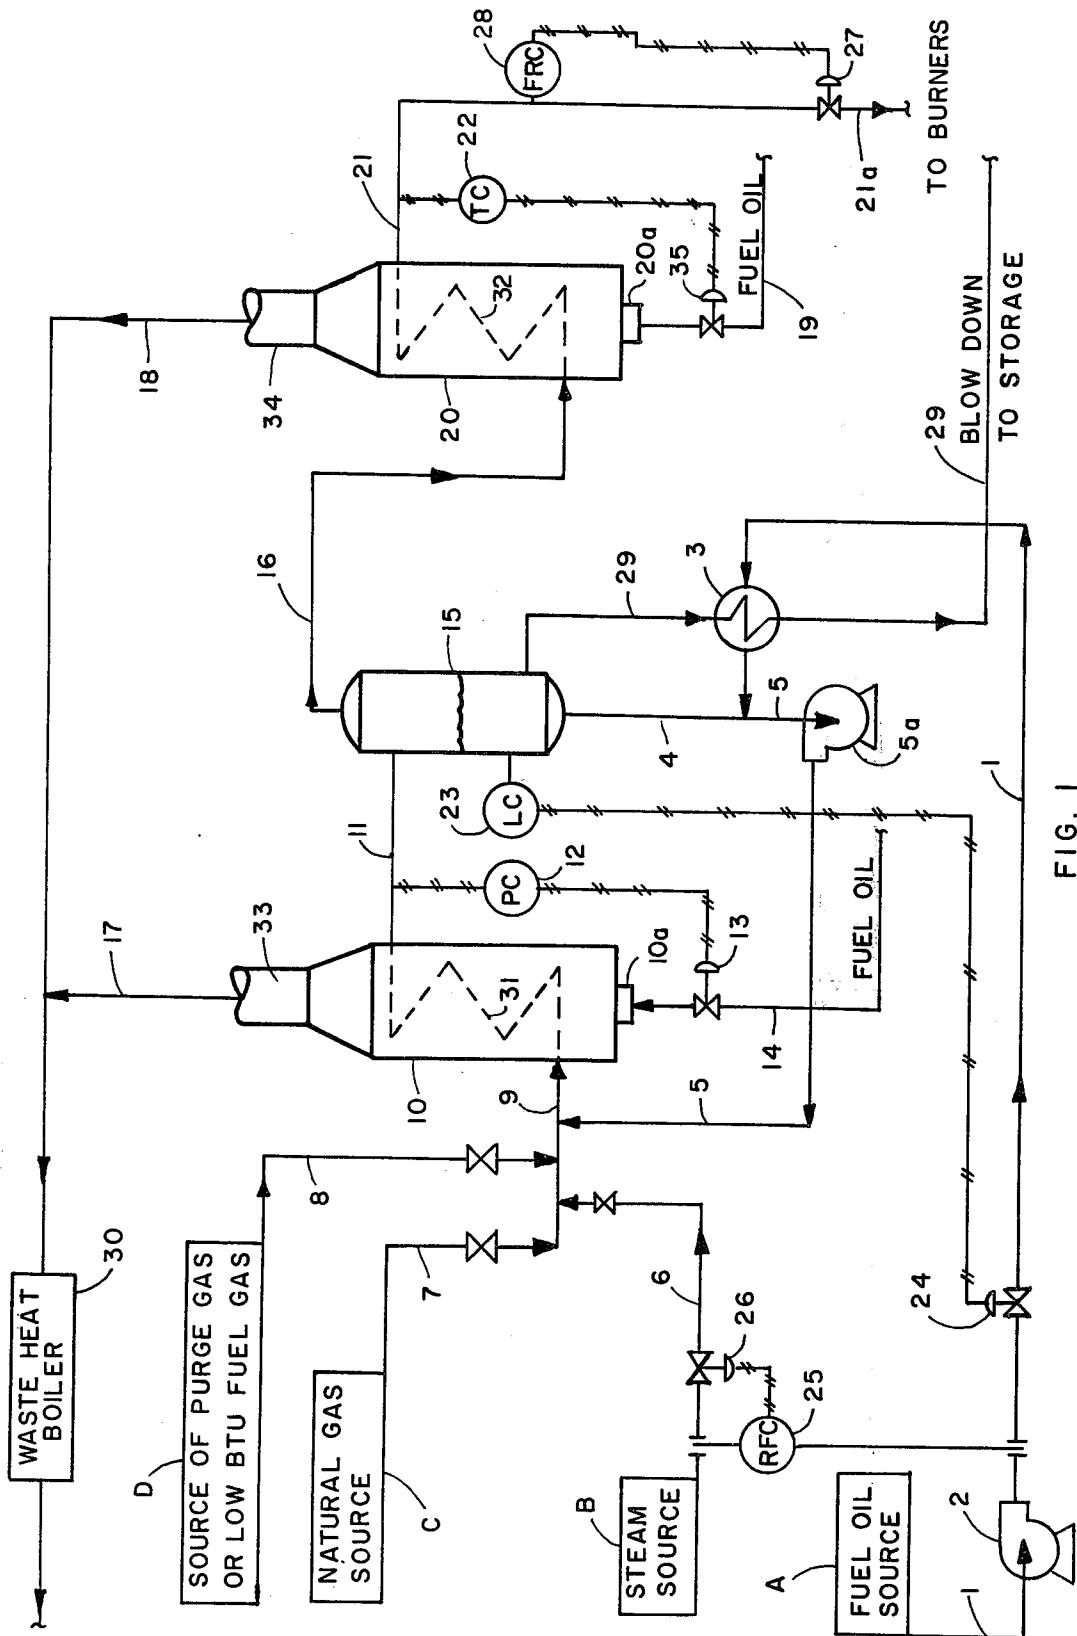 WASTE HEAT
BOILER
30
D
SOURCE OF PURGE GAS
OR LOW BTU FUEL GAS
8
NATURAL GAS
SOURCE
C
7
B
STEAM
SOURCE
6
26
RFC
25
A
FUEL OIL
SOURCE
1
2
24
1
17
33
10
31
9
10a
13
14
FUEL OIL
5
11
PC
12
23
LC
15
16
4
5
5a
29
3
18
34
20
32
20a
35
FUEL OIL
19
21
TC
22
28
FRC
27
21a
TO BURNERS
29
BLOW DOWN
TO STORAGE
FIG. 1